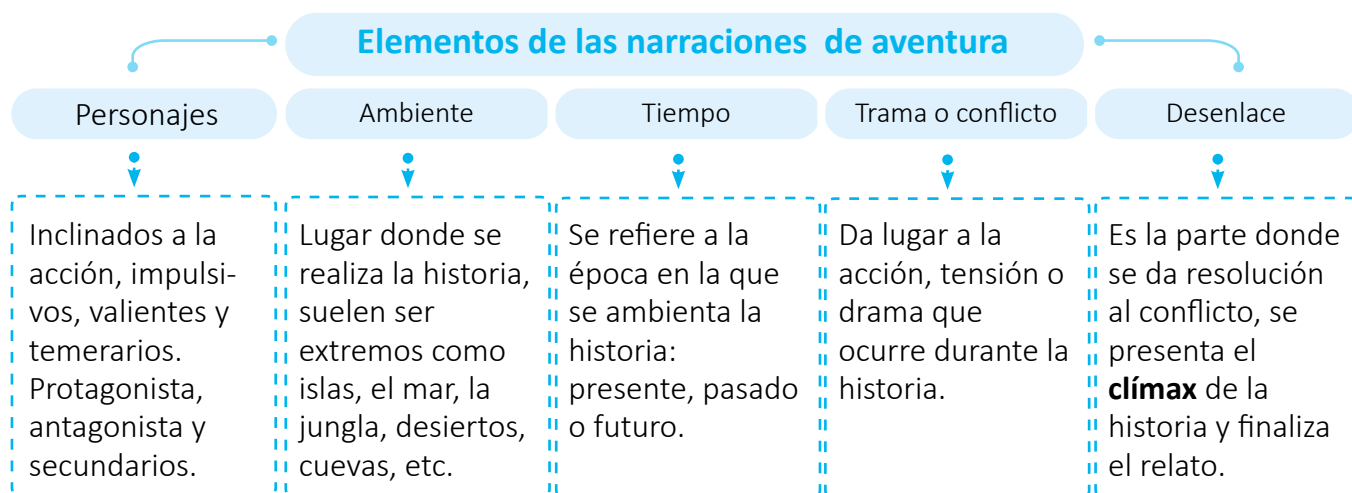 Elementos de las narraciones de aventura
Personajes
Inclinados a la
acción, impulsi-
vos, valientes y
temerarios.
Protagonista,
antagonista y
secundarios.
Ambiente
Lugar donde se
realiza la historia,
suelen ser
extremos como
islas, el mar, la
jungla, desiertos,
cuevas, etc.
Tiempo
Se refiere a la
época en la que
se ambienta la
historia:
presente, pasado
o futuro.
Trama o conflicto
Da lugar a la
acción, tensión o
drama que
ocurre durante la
historia.
Desenlace
Es la parte donde
se da resolución
al conflicto, se
presenta el
clímax de la
historia y finaliza
el relato.